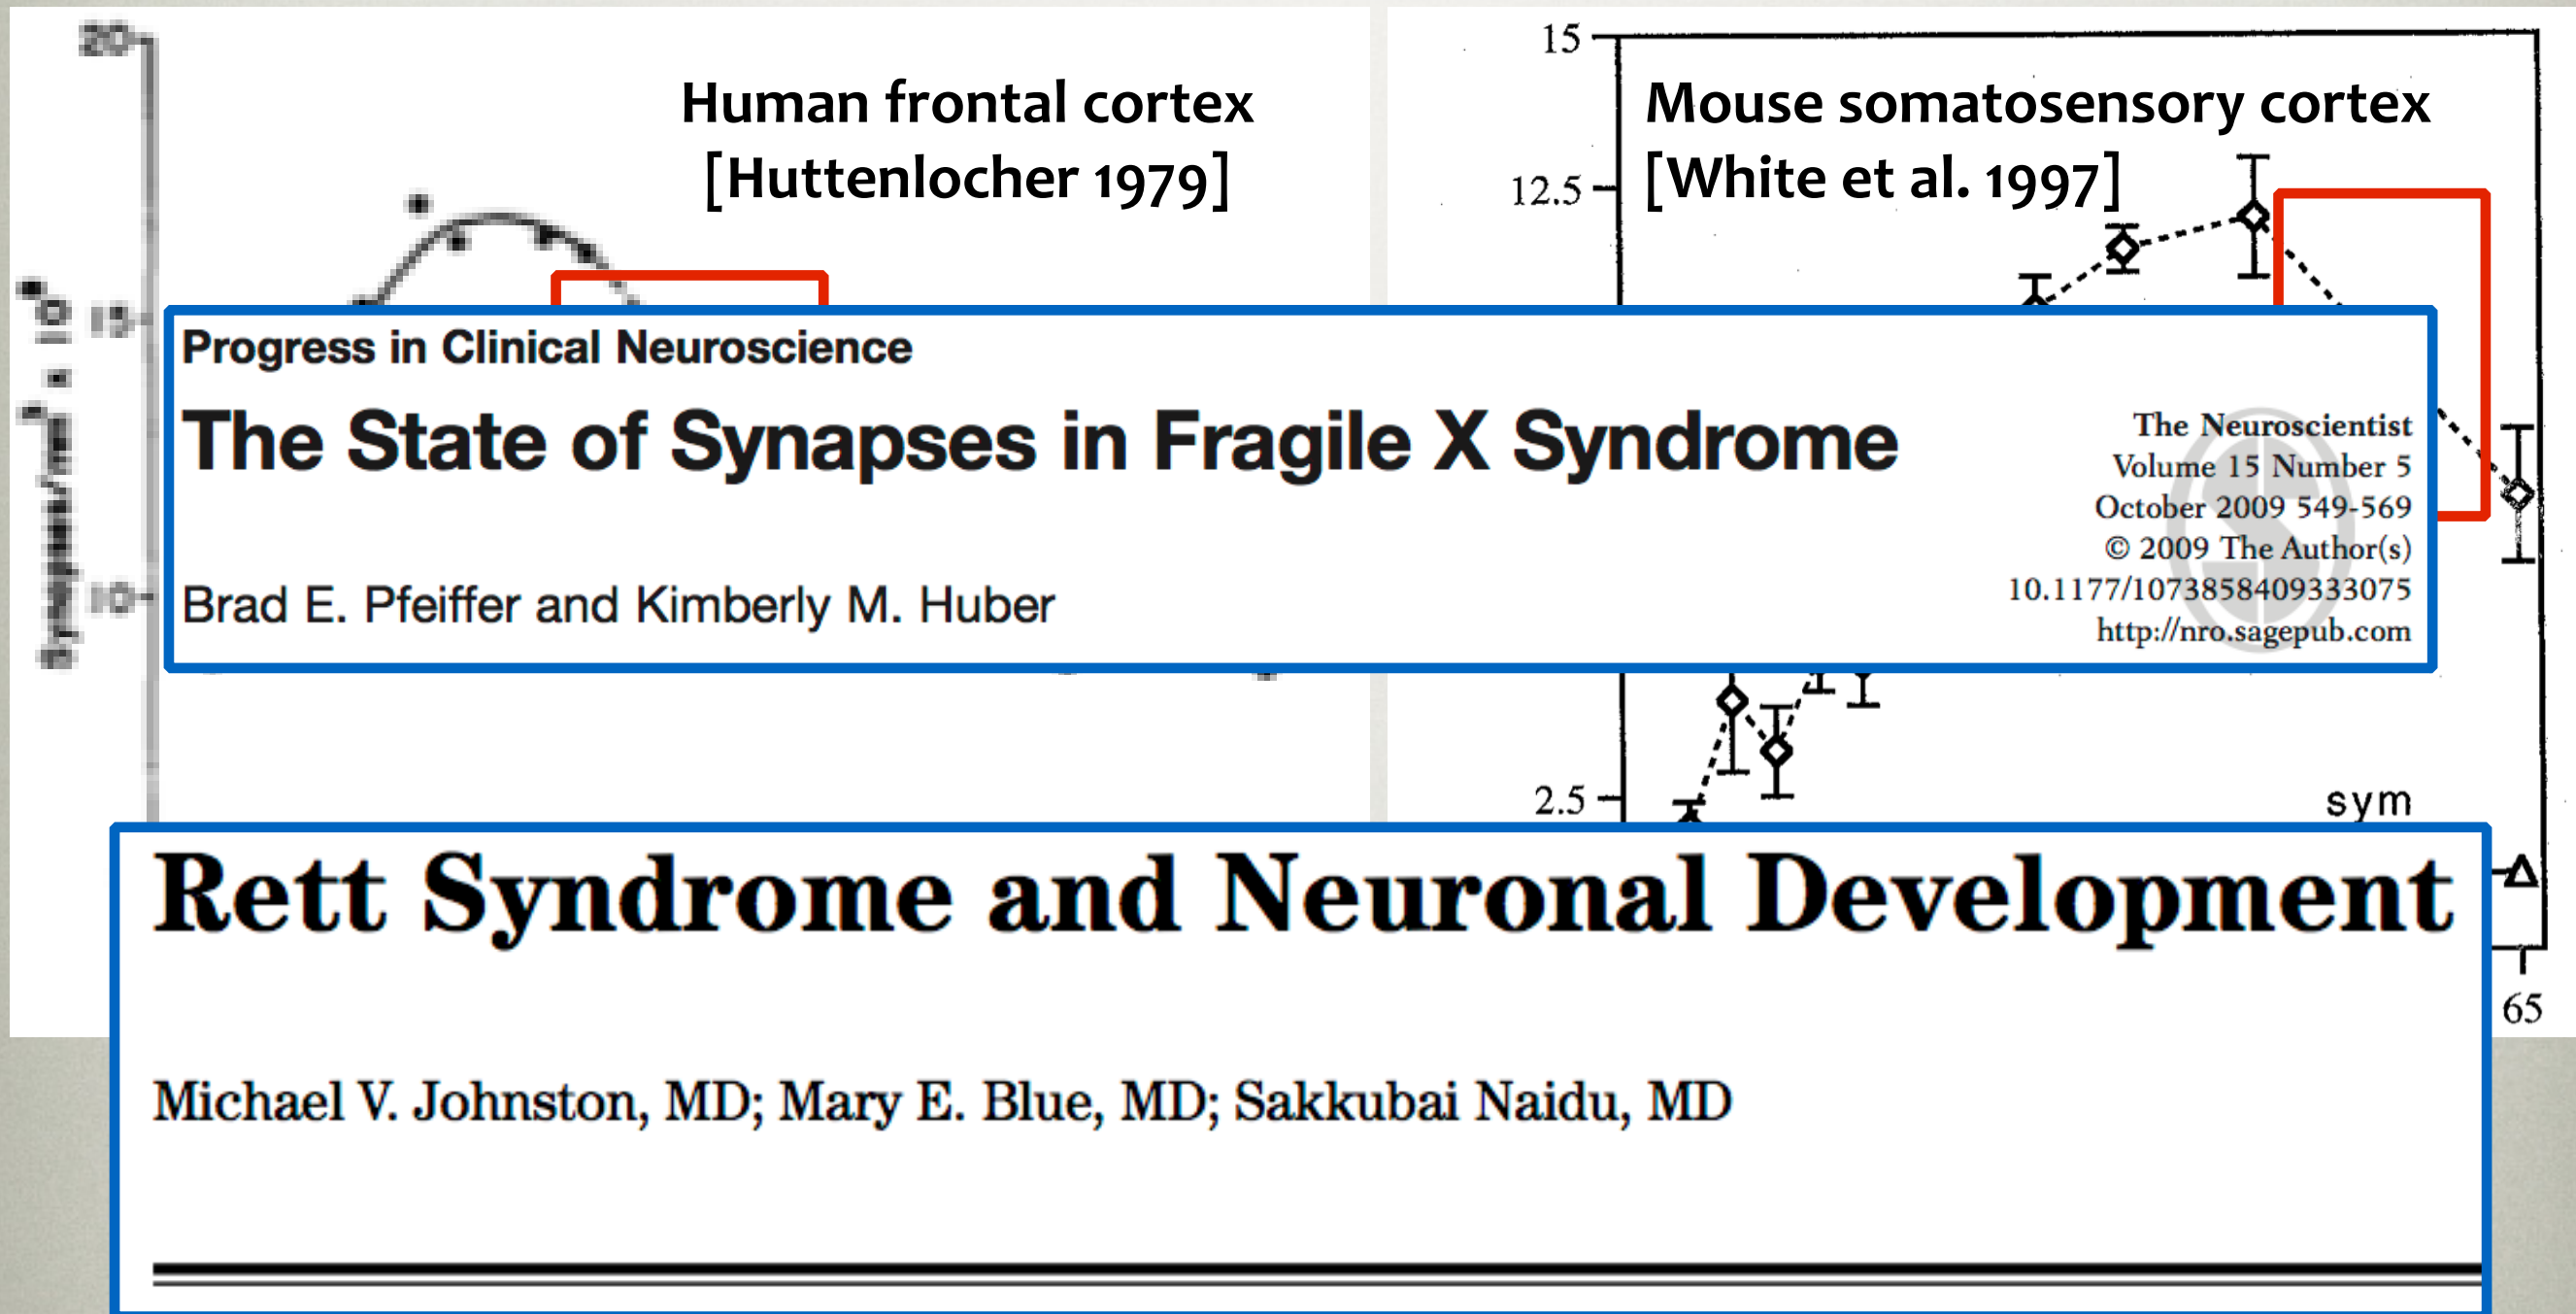 20
Human frontal cortex
[Huttenlocher 1979]
15
10
15
Mouse somatosensory cortex
[White et al. 1997]
12.5
2.5
sym
65
Progress in Clinical Neuroscience
The State of Synapses in Fragile X Syndrome
Brad E. Pfeiffer and Kimberly M. Huber
The Neuroscientist
Volume 15 Number 5
October 2009 549-569
© 2009 The Author(s)
10.1177/1073858409333075
http://nro.sagepub.com
Rett Syndrome and Neuronal Development
Michael V. Johnston, MD; Mary E. Blue, MD; Sakkubai Naidu, MD